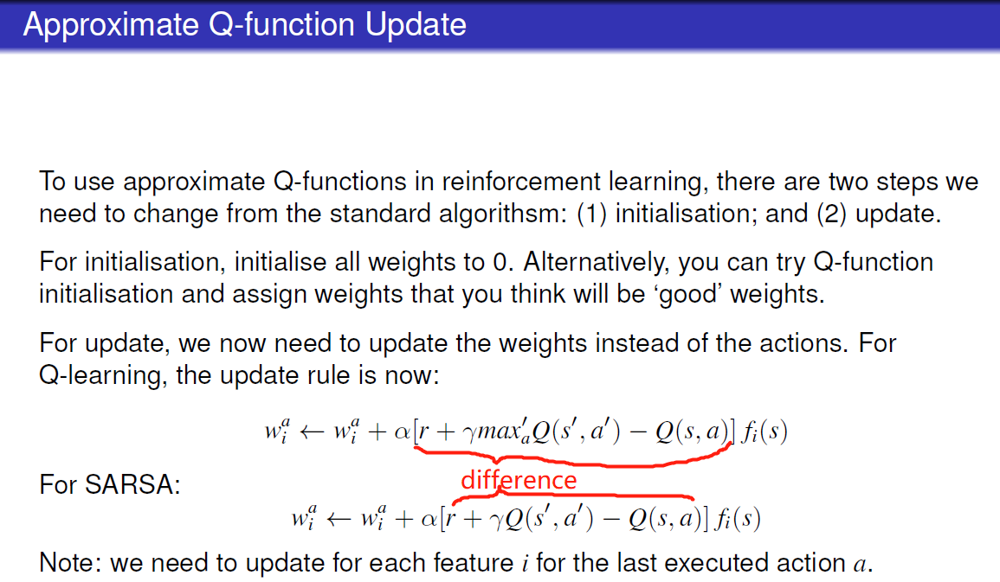 Approximate Q-function Update
To use approximate Q-functions in reinforcement learning, there are two steps we
need to change from the standard algorithsm: (1) initialisation; and (2) update.
For initialisation, initialise all weights to 0. Alternatively, you can try Q-function
initialisation and assign weights that you think will be ‘good’ weights.
For update, we now need to update the weights instead of the actions. For
Q-learning, the update rule is now:
$w_i^a \leftarrow w_i^a + \alpha[r + \gamma max_a' Q(s', a') - Q(s, a)] f_i(s)$
difference
For SARSA:
$w_i^a \leftarrow w_i^a + \alpha[r + \gamma Q(s', a') - Q(s, a)] f_i(s)$
Note: we need to update for each feature $i$ for the last executed action $a$.